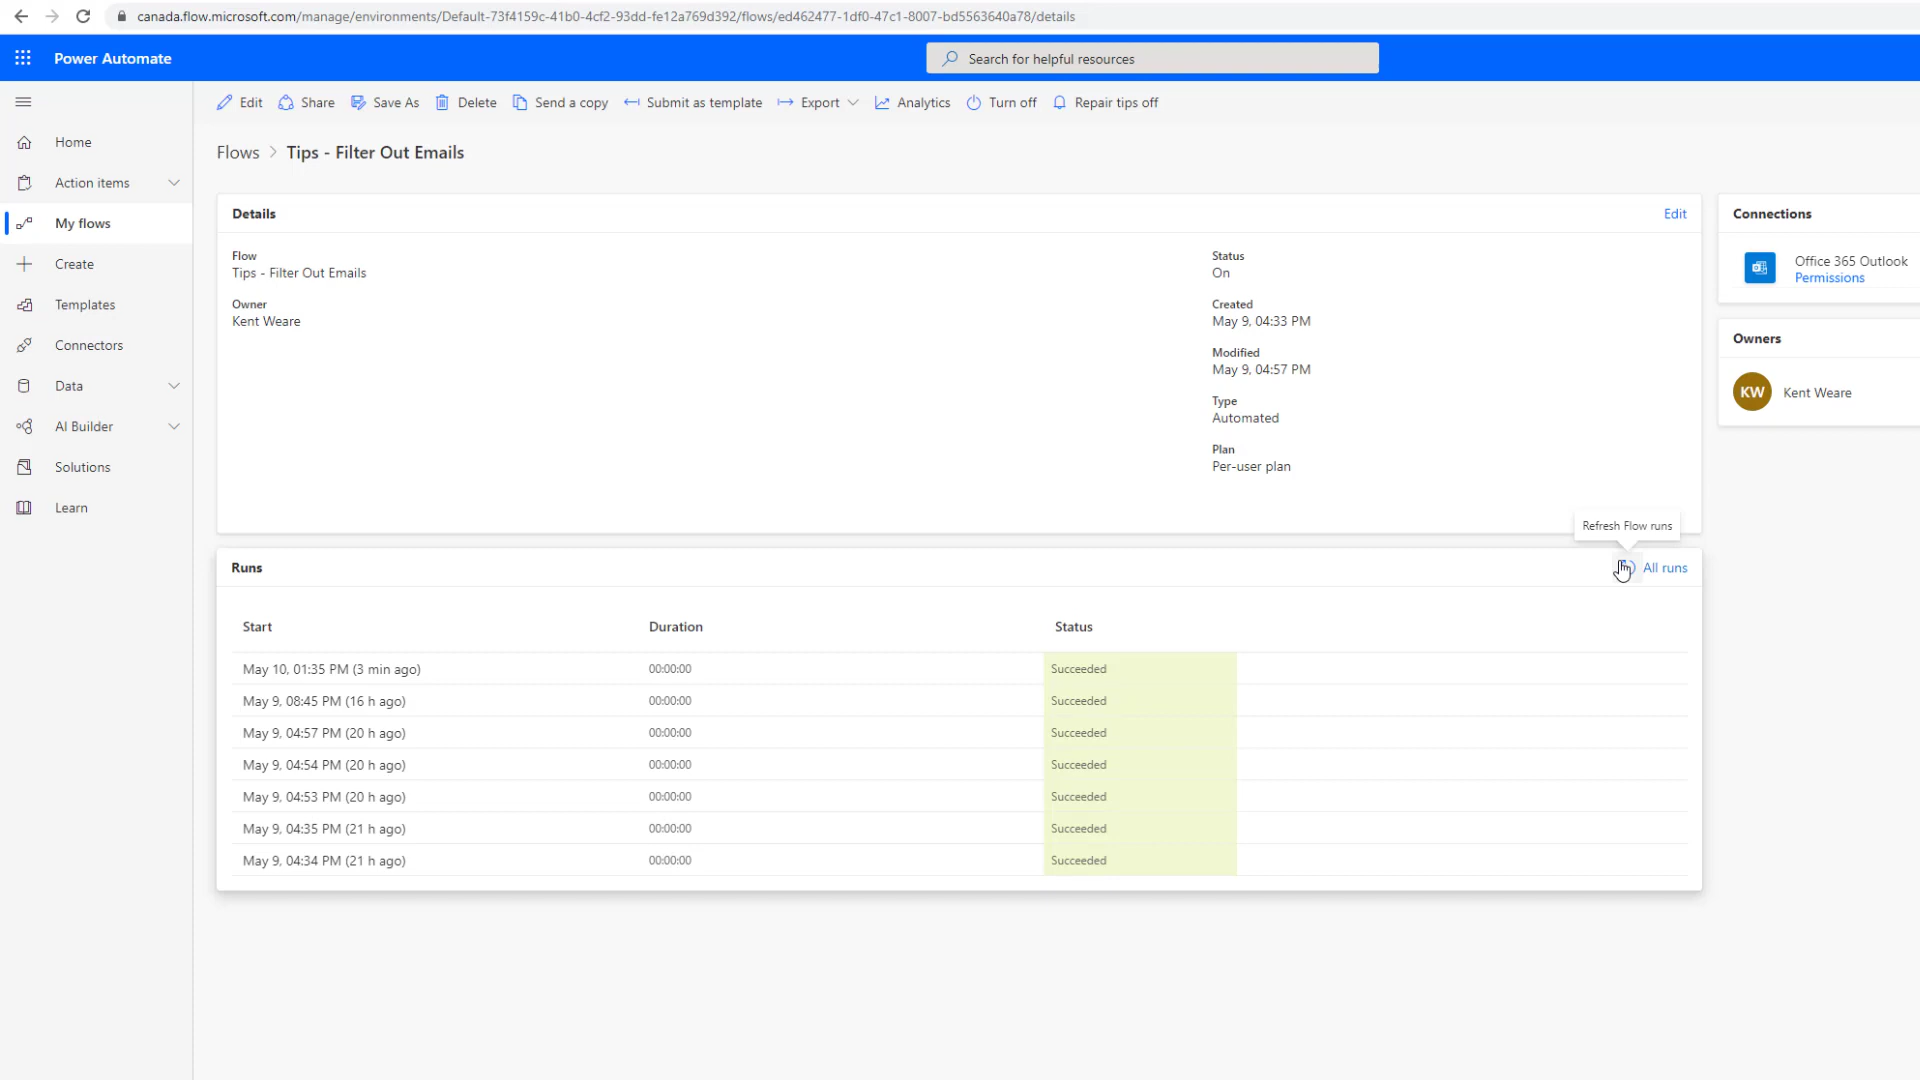 canada.flow.microsoft.com/manage/environments/Default-73f4159c-41b0-4cf2-93dd-fe12a769d392/flows/ed462477-1df0-47c1-8007-bd5563640a78/details
Power Automate
Search for helpful resources
Edit Share Save As Delete Send a copy Submit as template Export Analytics Turn off Repair tips off
Home
Action items
My flows
Create
Templates
Connectors
Data
AI Builder
Solutions
Learn
Flows > Tips - Filter Out Emails
Details Edit
Flow
Tips - Filter Out Emails
Owner
Kent Weare
Status
On
Created
May 9, 04:33 PM
Modified
May 9, 04:57 PM
Type
Automated
Plan
Per-user plan
Connections
Office 365 Outlook
Permissions
Owners
KW Kent Weare
Refresh Flow runs
Runs All runs
Start Duration Status
May 10, 01:35 PM (3 min ago) 00:00:00 Succeeded
May 9, 08:45 PM (16 h ago) 00:00:00 Succeeded
May 9, 04:57 PM (20 h ago) 00:00:00 Succeeded
May 9, 04:54 PM (20 h ago) 00:00:00 Succeeded
May 9, 04:53 PM (20 h ago) 00:00:00 Succeeded
May 9, 04:35 PM (21 h ago) 00:00:00 Succeeded
May 9, 04:34 PM (21 h ago) 00:00:00 Succeeded